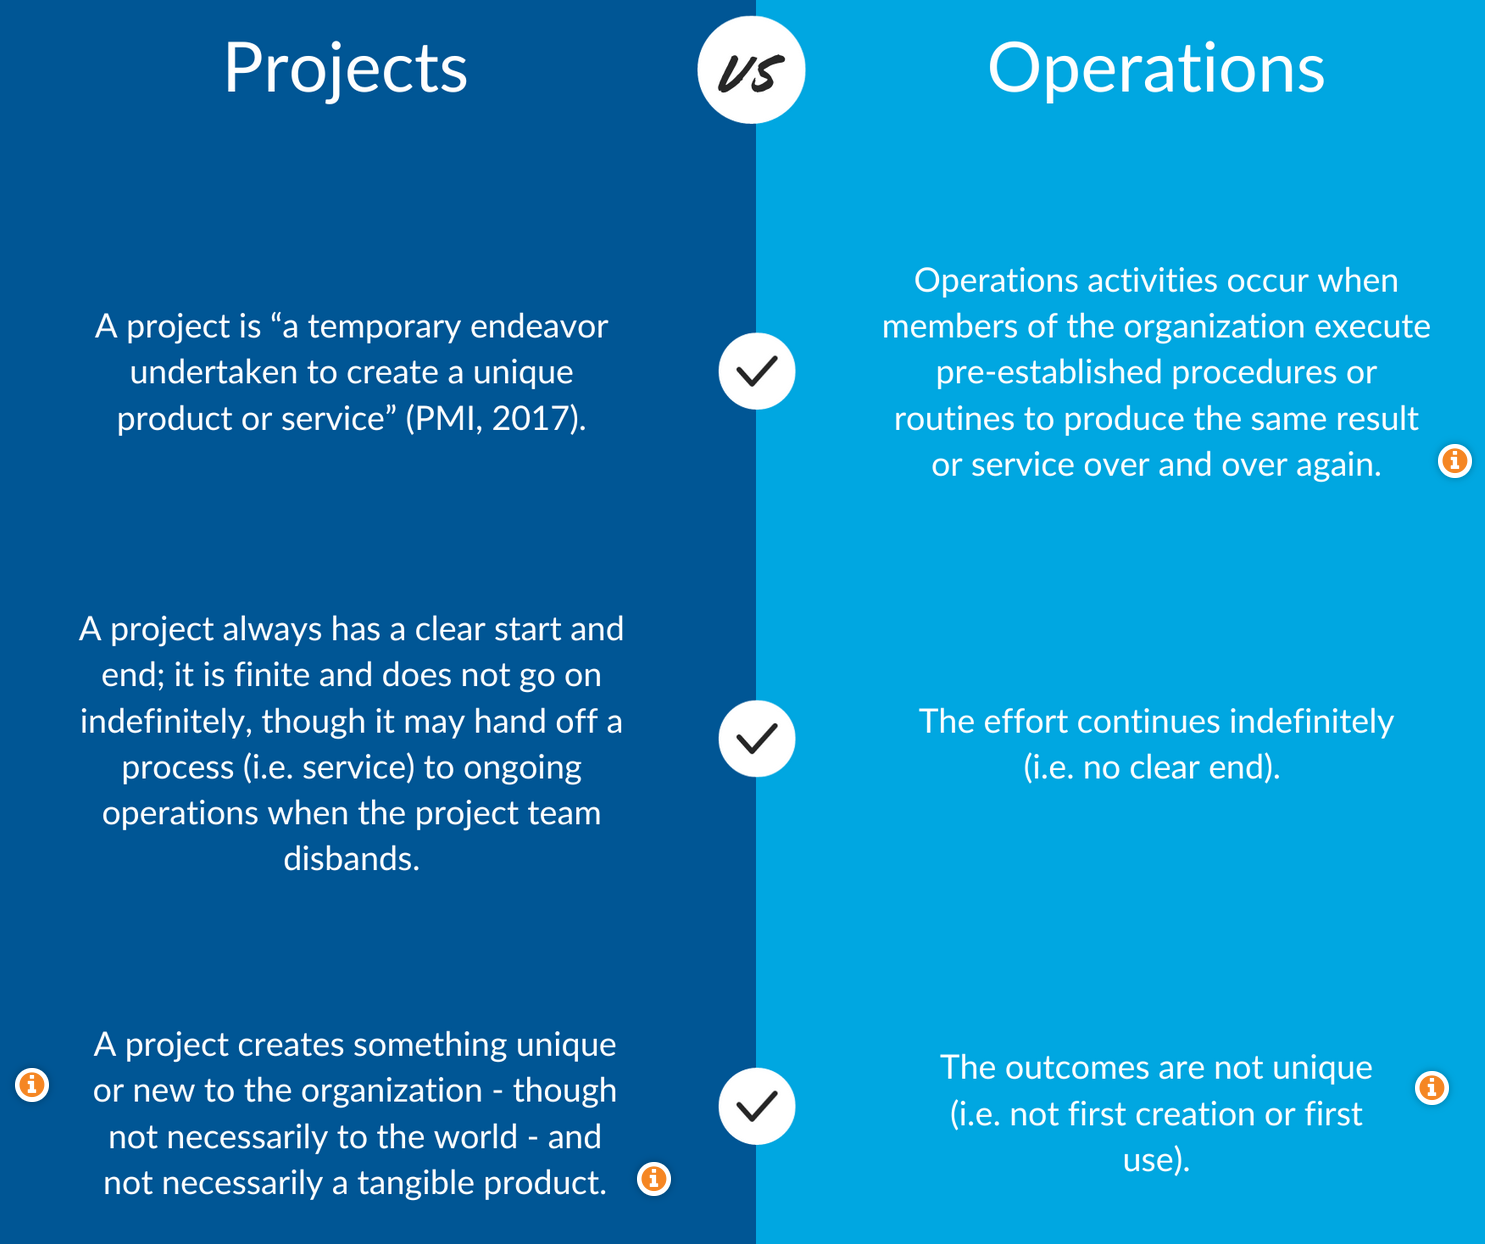 Projects
VS
Operations
A project is “a temporary endeavor
undertaken to create a unique
product or service” (PMI, 2017).
Operations activities occur when
members of the organization execute
pre-established procedures or
routines to produce the same result
or service over and over again.
A project always has a clear start and
end; it is finite and does not go on
indefinitely, though it may hand off a
process (i.e. service) to ongoing
operations when the project team
disbands.
The effort continues indefinitely
(i.e. no clear end).
A project creates something unique
or new to the organization - though
not necessarily to the world - and
not necessarily a tangible product.
The outcomes are not unique
(i.e. not first creation or first
use).